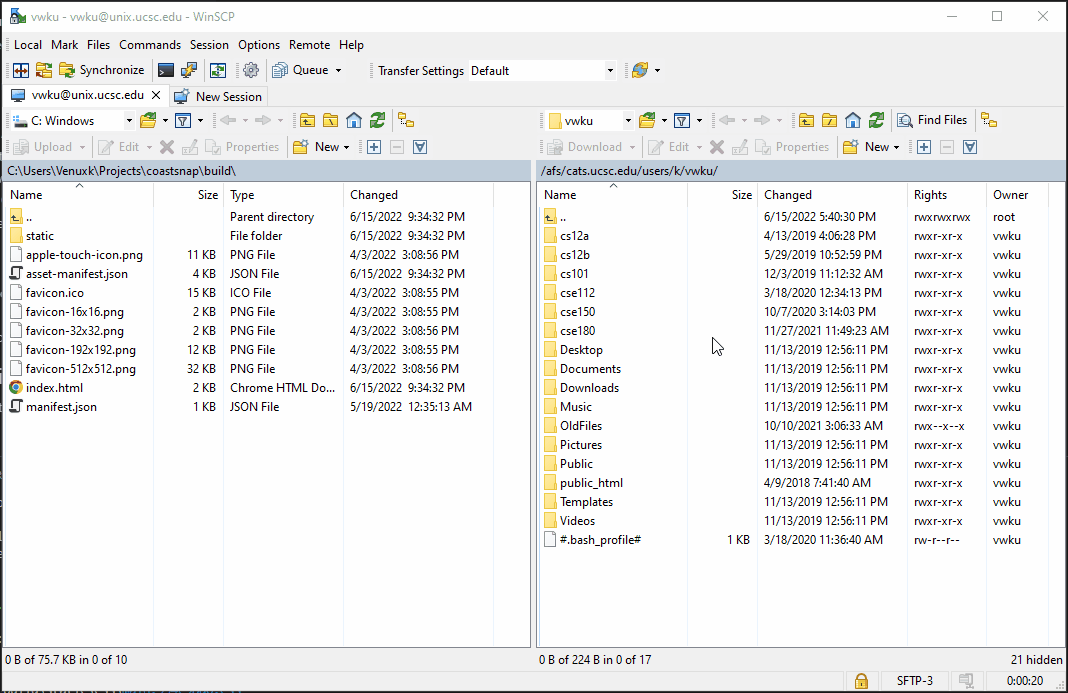 vwku - vwku@unix.ucsc.edu - WinSCP
Local Mark Files Commands Session Options Remote Help
Synchronize Queue Transfer Settings Default
vwku@unix.ucsc.edu New Session
C: Windows vwku Find Files
Upload Edit Properties New Download Edit Properties New
C:\Users\Venuxk\Projects\coastsnap\build\ /afs/cats.ucsc.edu/users/k/vwku/
Name Size Type Changed Name Size Changed Rights Owner
.. Parent directory 6/15/2022 9:34:32 PM .. 6/15/2022 5:40:30 PM rwxrwxrwx root
static File folder 6/15/2022 9:34:32 PM cs12a 4/13/2019 4:06:28 PM rwxr-xr-x vwku
apple-touch-icon.png 11 KB PNG File 4/3/2022 3:08:56 PM cs12b 5/29/2019 10:52:59 PM rwxr-xr-x vwku
asset-manifest.json 4 KB JSON File 6/15/2022 9:34:32 PM cs101 12/3/2019 11:12:32 AM rwxr-xr-x vwku
favicon.ico 15 KB ICO File 4/3/2022 3:08:55 PM cse112 3/18/2020 12:34:13 PM rwxr-xr-x vwku
favicon-16x16.png 2 KB PNG File 4/3/2022 3:08:56 PM cse150 10/7/2020 3:14:03 PM rwxr-xr-x vwku
favicon-32x32.png 2 KB PNG File 4/3/2022 3:08:56 PM cse180 11/27/2021 11:49:23 AM rwxr-xr-x vwku
favicon-192x192.png 12 KB PNG File 4/3/2022 3:08:55 PM Desktop 11/13/2019 12:56:11 PM rwxr-xr-x vwku
favicon-512x512.png 32 KB PNG File 4/3/2022 3:08:56 PM Documents 11/13/2019 12:56:11 PM rwxr-xr-x vwku
index.html 2 KB Chrome HTML Do... 6/15/2022 9:34:32 PM Downloads 11/13/2019 12:56:11 PM rwxr-xr-x vwku
manifest.json 1 KB JSON File 5/19/2022 12:35:13 AM Music 11/13/2019 12:56:11 PM rwxr-xr-x vwku
OldFiles 10/10/2021 3:06:33 AM rwx--x--x vwku
Pictures 11/13/2019 12:56:11 PM rwxr-xr-x vwku
Public 11/13/2019 12:56:11 PM rwxr-xr-x vwku
public_html 4/9/2018 7:41:40 AM rwxr-xr-x vwku
Templates 11/13/2019 12:56:11 PM rwxr-xr-x vwku
Videos 11/13/2019 12:56:11 PM rwxr-xr-x vwku
#.bash_profile# 1 KB 3/18/2020 11:36:40 AM rw-r--r-- vwku
0 B of 75.7 KB in 0 of 10 0 B of 224 B in 0 of 17 21 hidden
SFTP-3 0:00:20